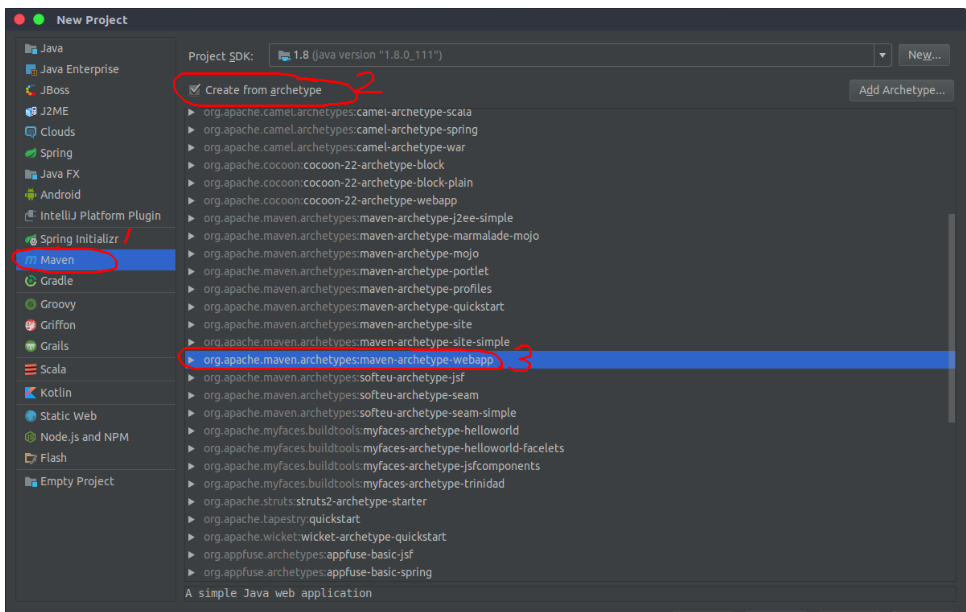 New Project
Java
Java Enterprise
JBoss
J2ME
Clouds
Spring
Java FX
Android
IntelliJ Platform Plugin
Spring Initializr 1
Maven
Gradle
Groovy
Griffon
Grails
Scala
Kotlin
Static Web
Node.js and NPM
Flash
Empty Project
Project SDK: 1.8 (java version "1.8.0_111") New...
Create from archetype 2 Add Archetype...
org.apache.camel.archetypes:camel-archetype-scala
org.apache.camel.archetypes:camel-archetype-spring
org.apache.camel.archetypes:camel-archetype-war
org.apache.cocoon:cocoon-22-archetype-block
org.apache.cocoon:cocoon-22-archetype-block-plain
org.apache.cocoon:cocoon-22-archetype-webapp
org.apache.maven.archetypes:maven-archetype-j2ee-simple
org.apache.maven.archetypes:maven-archetype-marmalade-mojo
org.apache.maven.archetypes:maven-archetype-mojo
org.apache.maven.archetypes:maven-archetype-portlet
org.apache.maven.archetypes:maven-archetype-profiles
org.apache.maven.archetypes:maven-archetype-quickstart
org.apache.maven.archetypes:maven-archetype-site
org.apache.maven.archetypes:maven-archetype-site-simple
org.apache.maven.archetypes:maven-archetype-webapp 3
org.apache.maven.archetypes:softeu-archetype-jsf
org.apache.maven.archetypes:softeu-archetype-seam
org.apache.maven.archetypes:softeu-archetype-seam-simple
org.apache.myfaces.buildtools:myfaces-archetype-helloworld
org.apache.myfaces.buildtools:myfaces-archetype-helloworld-facelets
org.apache.myfaces.buildtools:myfaces-archetype-jsfcomponents
org.apache.myfaces.buildtools:myfaces-archetype-trinidad
org.apache.struts:struts2-archetype-starter
org.apache.tapestry:quickstart
org.apache.wicket:wicket-archetype-quickstart
org.appfuse.archetypes:appfuse-basic-jsf
org.appfuse.archetypes:appfuse-basic-spring
A simple Java web application